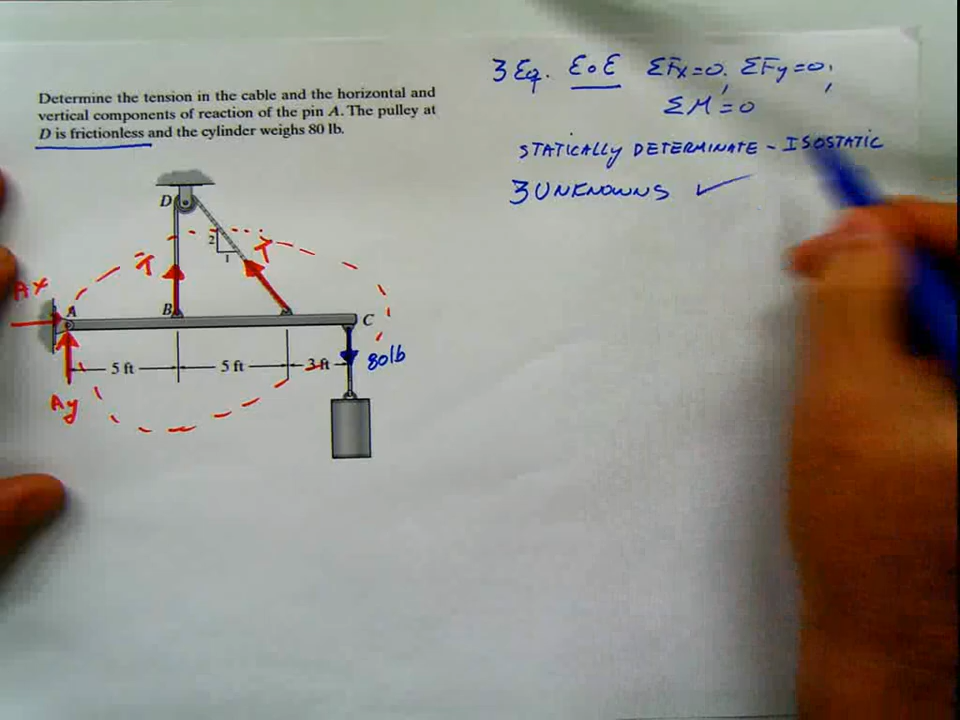 3 Eq. EoE ΣFx=0, ΣFy=0,
ΣM=0
STATICALLY DETERMINATE - ISOSTATIC
3 UNKNOWNS ✓
Determine the tension in the cable and the horizontal and
vertical components of reaction of the pin A. The pulley at
D is frictionless and the cylinder weighs 80 lb.
D
2
1
T
T
Ax
A
B
C
5 ft
5 ft
3 ft
80lb
Ay